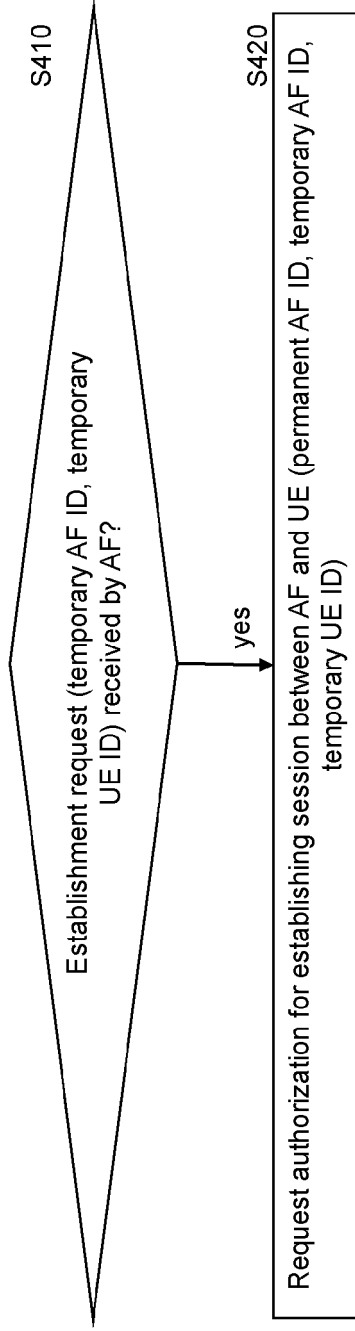 S410
Establishment request (temporary AF ID, temporary
UE ID) received by AF?
yes
S420
Request authorization for establishing session between AF and UE (permanent AF ID, temporary AF ID,
temporary UE ID)